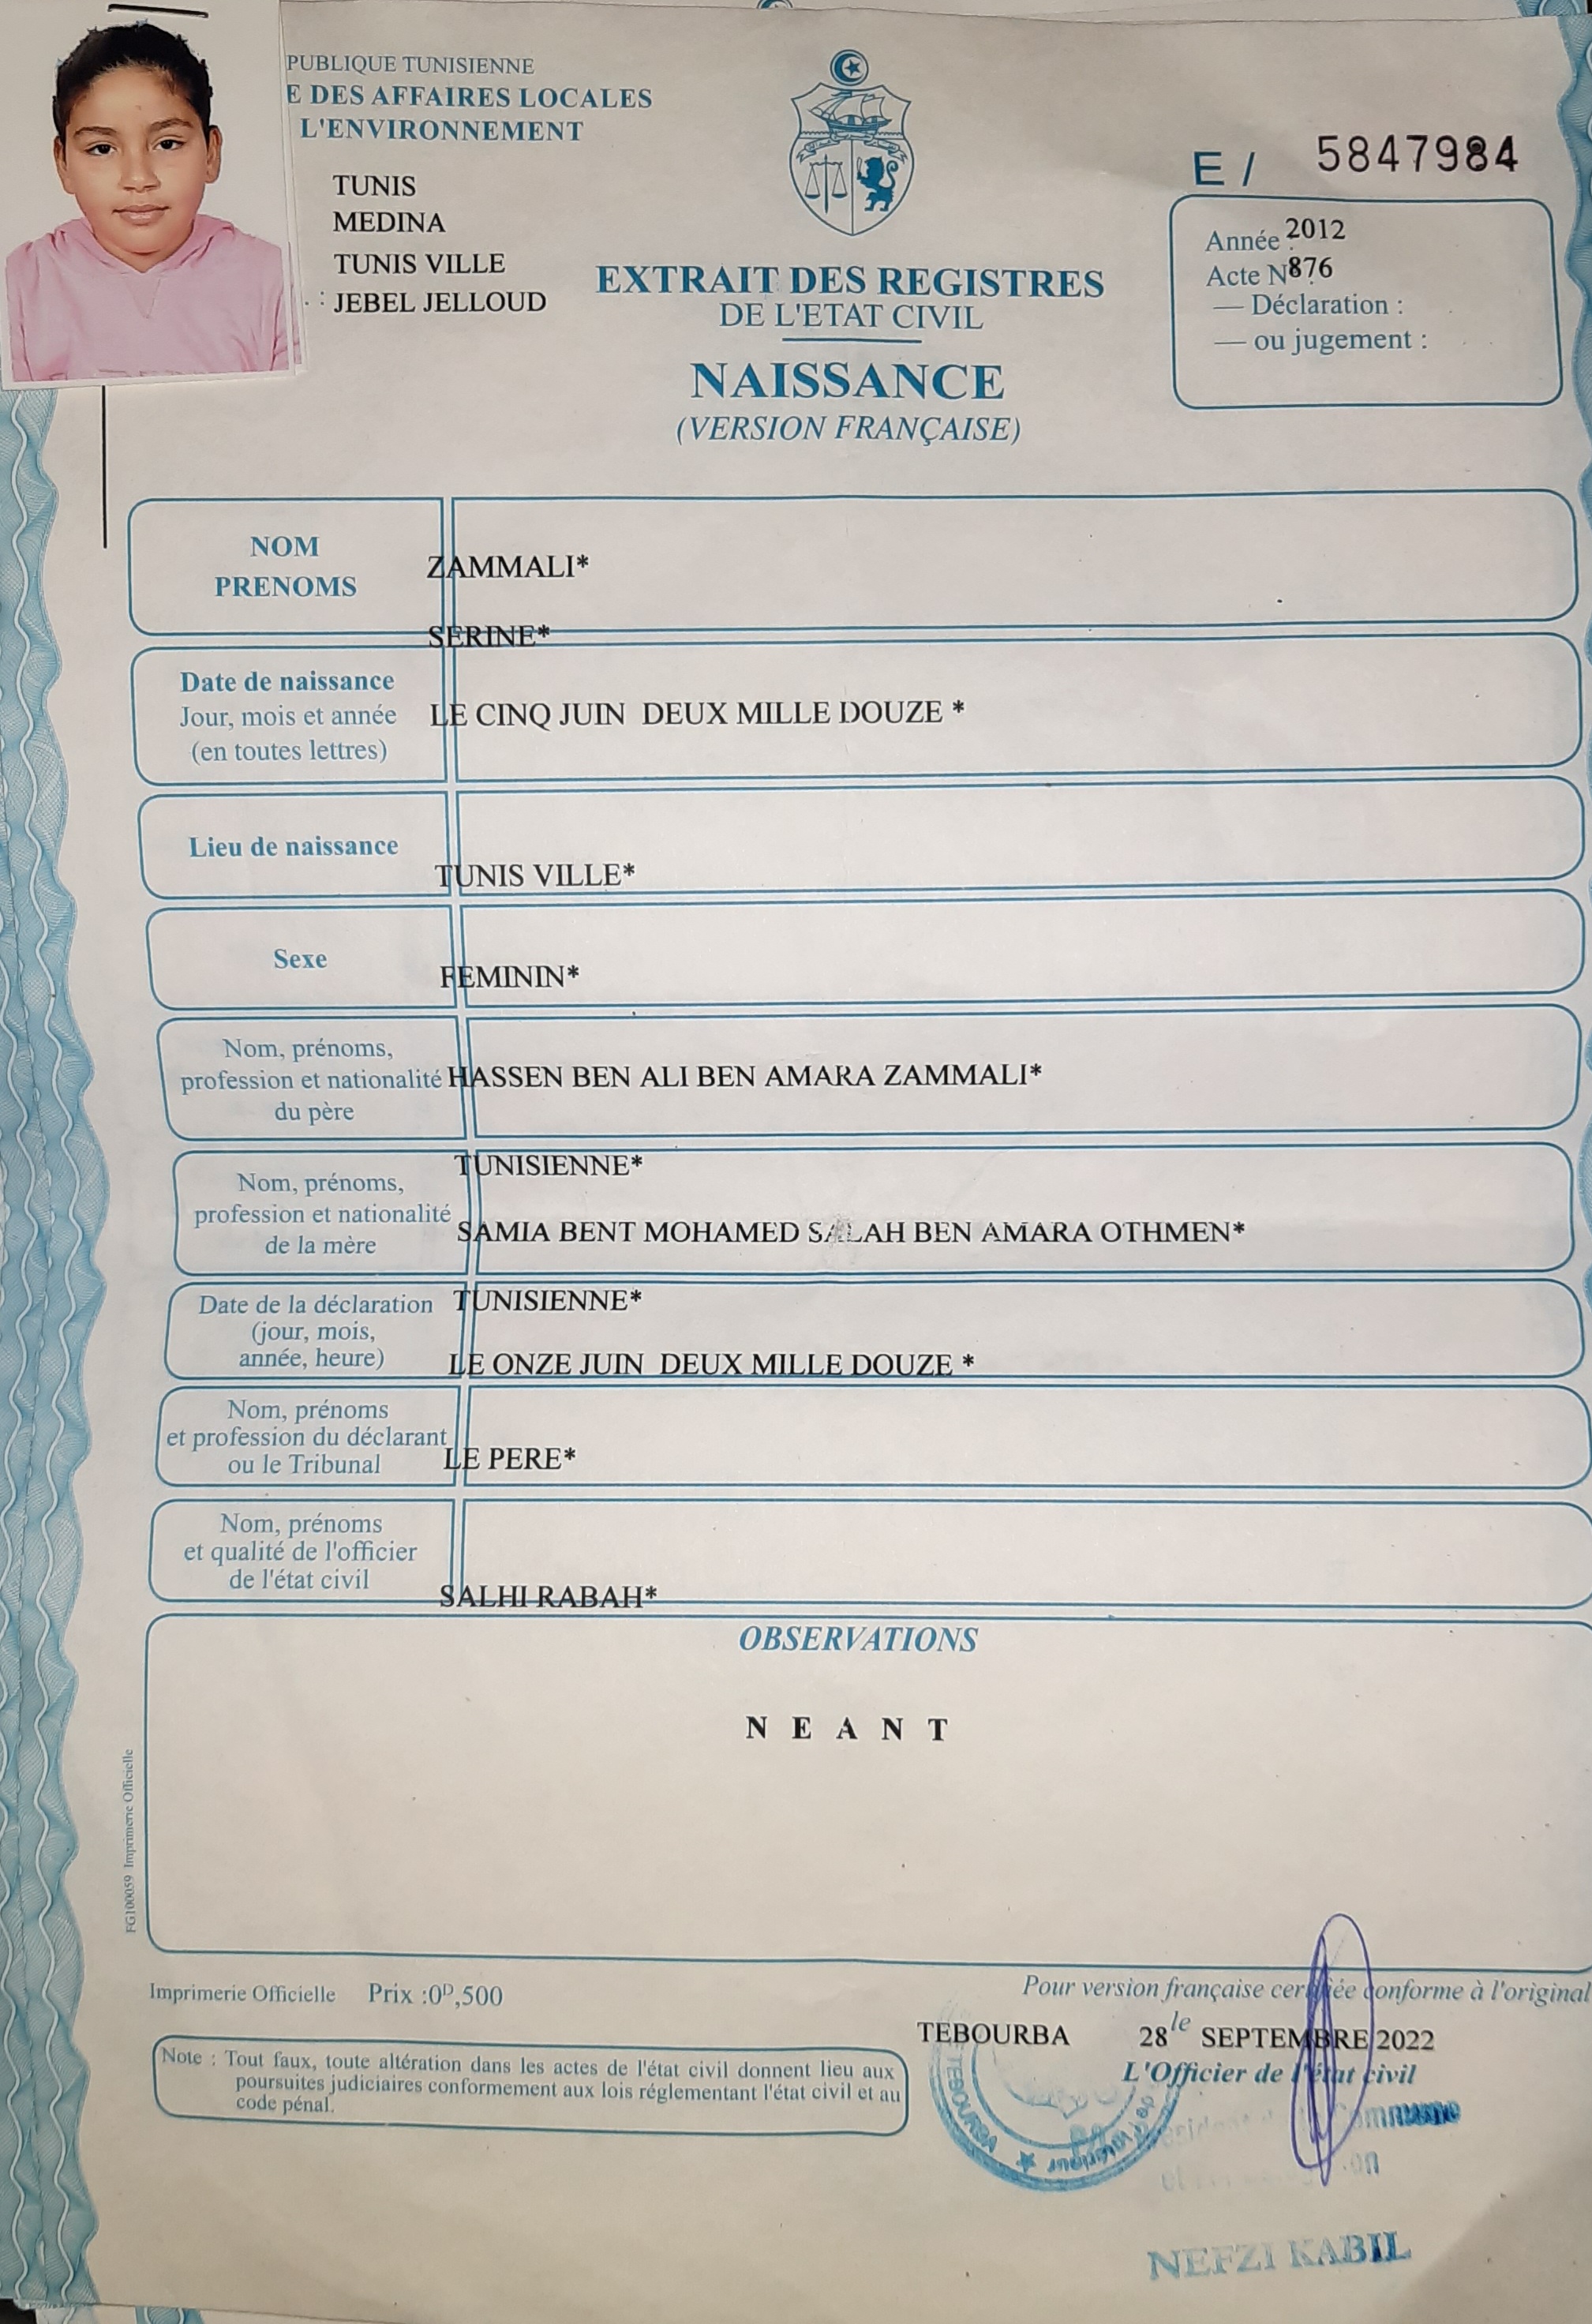 PUBLIQUE TUNISIENNE
E DES AFFAIRES LOCALES
L'ENVIRONNEMENT
TUNIS
MEDINA
TUNIS VILLE
: JEBEL JELLOUD
E / 5847984
Année : 2012
Acte N° 876
— Déclaration :
— ou jugement :
EXTRAIT DES REGISTRES
DE L'ETAT CIVIL
NAISSANCE
(VERSION FRANÇAISE)
NOM
PRENOMS
ZAMMALI*
SERINE*
Date de naissance
Jour, mois et année
(en toutes lettres)
LE CINQ JUIN DEUX MILLE DOUZE *
Lieu de naissance
TUNIS VILLE*
Sexe
FEMININ*
Nom, prénoms,
profession et nationalité
du père
HASSEN BEN ALI BEN AMARA ZAMMALI*
TUNISIENNE*
Nom, prénoms,
profession et nationalité
de la mère
SAMIA BENT MOHAMED SALAH BEN AMARA OTHMEN*
TUNISIENNE*
Date de la déclaration
(jour, mois,
année, heure)
LE ONZE JUIN DEUX MILLE DOUZE *
Nom, prénoms
et profession du déclarant
ou le Tribunal
LE PERE*
Nom, prénoms
et qualité de l'officier
de l'état civil
SALHI RABAH*
OBSERVATIONS
N E A N T
FG100059 Imprimerie Officielle
Imprimerie Officielle Prix :0ᴰ,500
Pour version française certifiée conforme à l'original
TEBOURBA 28 le SEPTEMBRE 2022
L'Officier de l'état civil
Note : Tout faux, toute altération dans les actes de l'état civil donnent lieu aux
poursuites judiciaires conformement aux lois réglementant l'état civil et au
code pénal.
TEBOURBA
de l'Intérieur
Commune
NEFZI KABIL